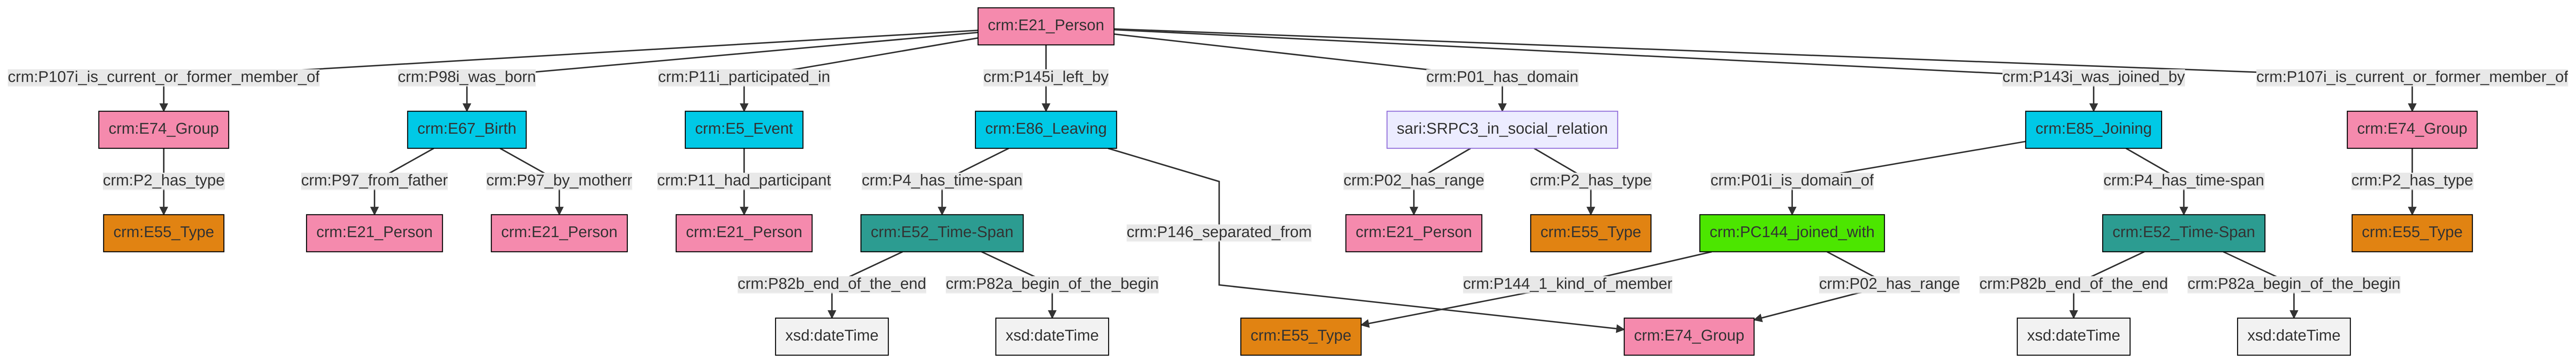 crm:E21_Person
crm:P107i_is_current_or_former_member_of
crm:P98i_was_born
crm:P11i_participated_in
crm:P145i_left_by
crm:P01_has_domain
crm:P143i_was_joined_by
crm:P107i_is_current_or_former_member_of
crm:E74_Group
crm:E67_Birth
crm:E5_Event
crm:E86_Leaving
sari:SRPC3_in_social_relation
crm:E85_Joining
crm:E74_Group
crm:P2_has_type
crm:P97_from_father
crm:P97_by_motherr
crm:P11_had_participant
crm:P4_has_time-span
crm:P02_has_range
crm:P2_has_type
crm:P01i_is_domain_of
crm:P4_has_time-span
crm:P2_has_type
crm:E55_Type
crm:E21_Person
crm:E21_Person
crm:E21_Person
crm:E52_Time-Span
crm:P146_separated_from
crm:E21_Person
crm:E55_Type
crm:PC144_joined_with
crm:E52_Time-Span
crm:E55_Type
crm:P82b_end_of_the_end
crm:P82a_begin_of_the_begin
crm:P144_1_kind_of_member
crm:P02_has_range
crm:P82b_end_of_the_end
crm:P82a_begin_of_the_begin
xsd:dateTime
xsd:dateTime
crm:E55_Type
crm:E74_Group
xsd:dateTime
xsd:dateTime